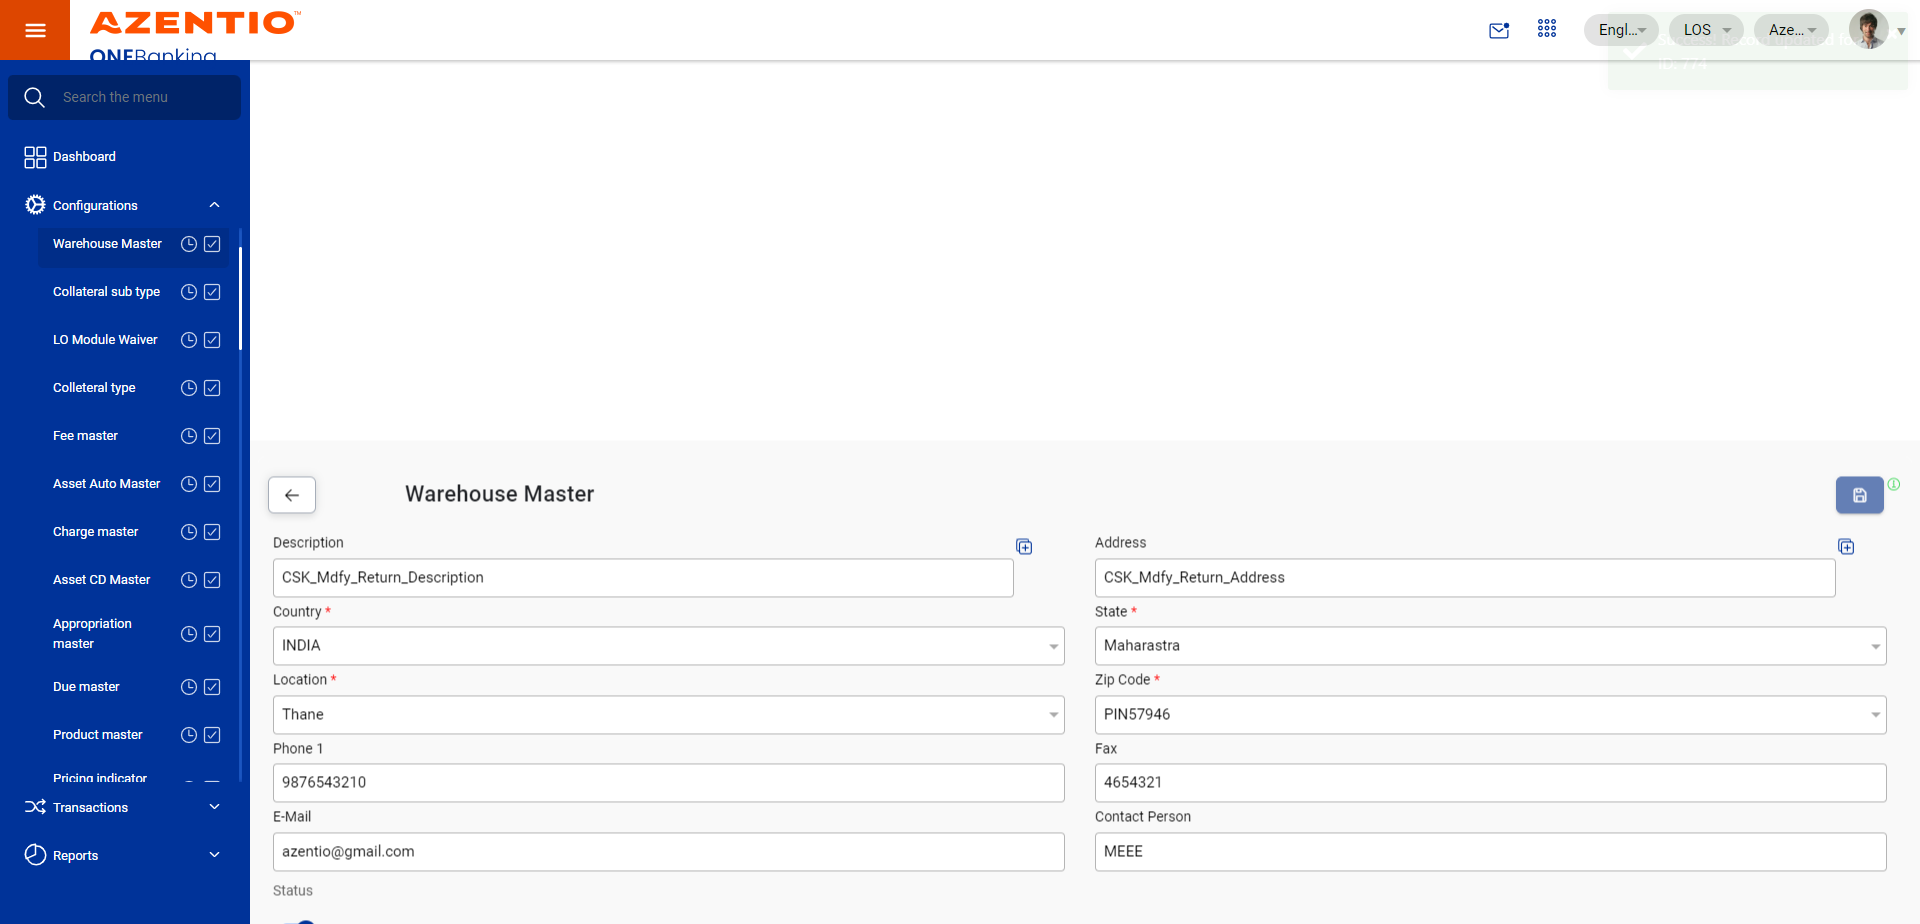 AZENTIO™
ONEBanking
Engl...
LOS
Aze...
ID: 774
Search the menu
Dashboard
Configurations
Warehouse Master
Collateral sub type
LO Module Waiver
Colleteral type
Fee master
Asset Auto Master
Charge master
Asset CD Master
Appropriation
master
Due master
Product master
Pricing indicator
Transactions
Reports
Warehouse Master
Description
Address
CSK_Mdfy_Return_Description
CSK_Mdfy_Return_Address
Country *
State *
INDIA
Maharastra
Location *
Zip Code *
Thane
PIN57946
Phone 1
Fax
9876543210
4654321
E-Mail
Contact Person
azentio@gmail.com
MEEE
Status